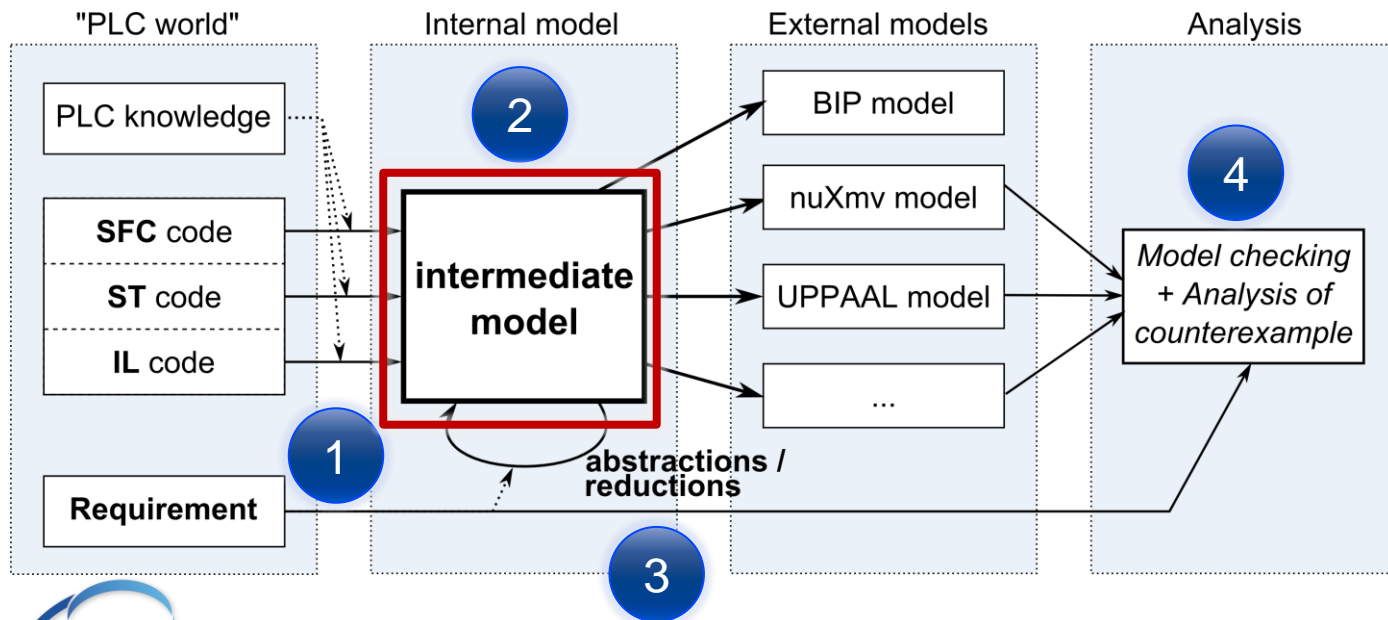 "PLC world"
Internal model
External models
Analysis
PLC knowledge
SFC code
ST code
IL code
Requirement
1
2
intermediate
model
abstractions /
reductions
3
BIP model
nuXmv model
UPPAAL model
...
4
Model checking
+ Analysis of
counterexample